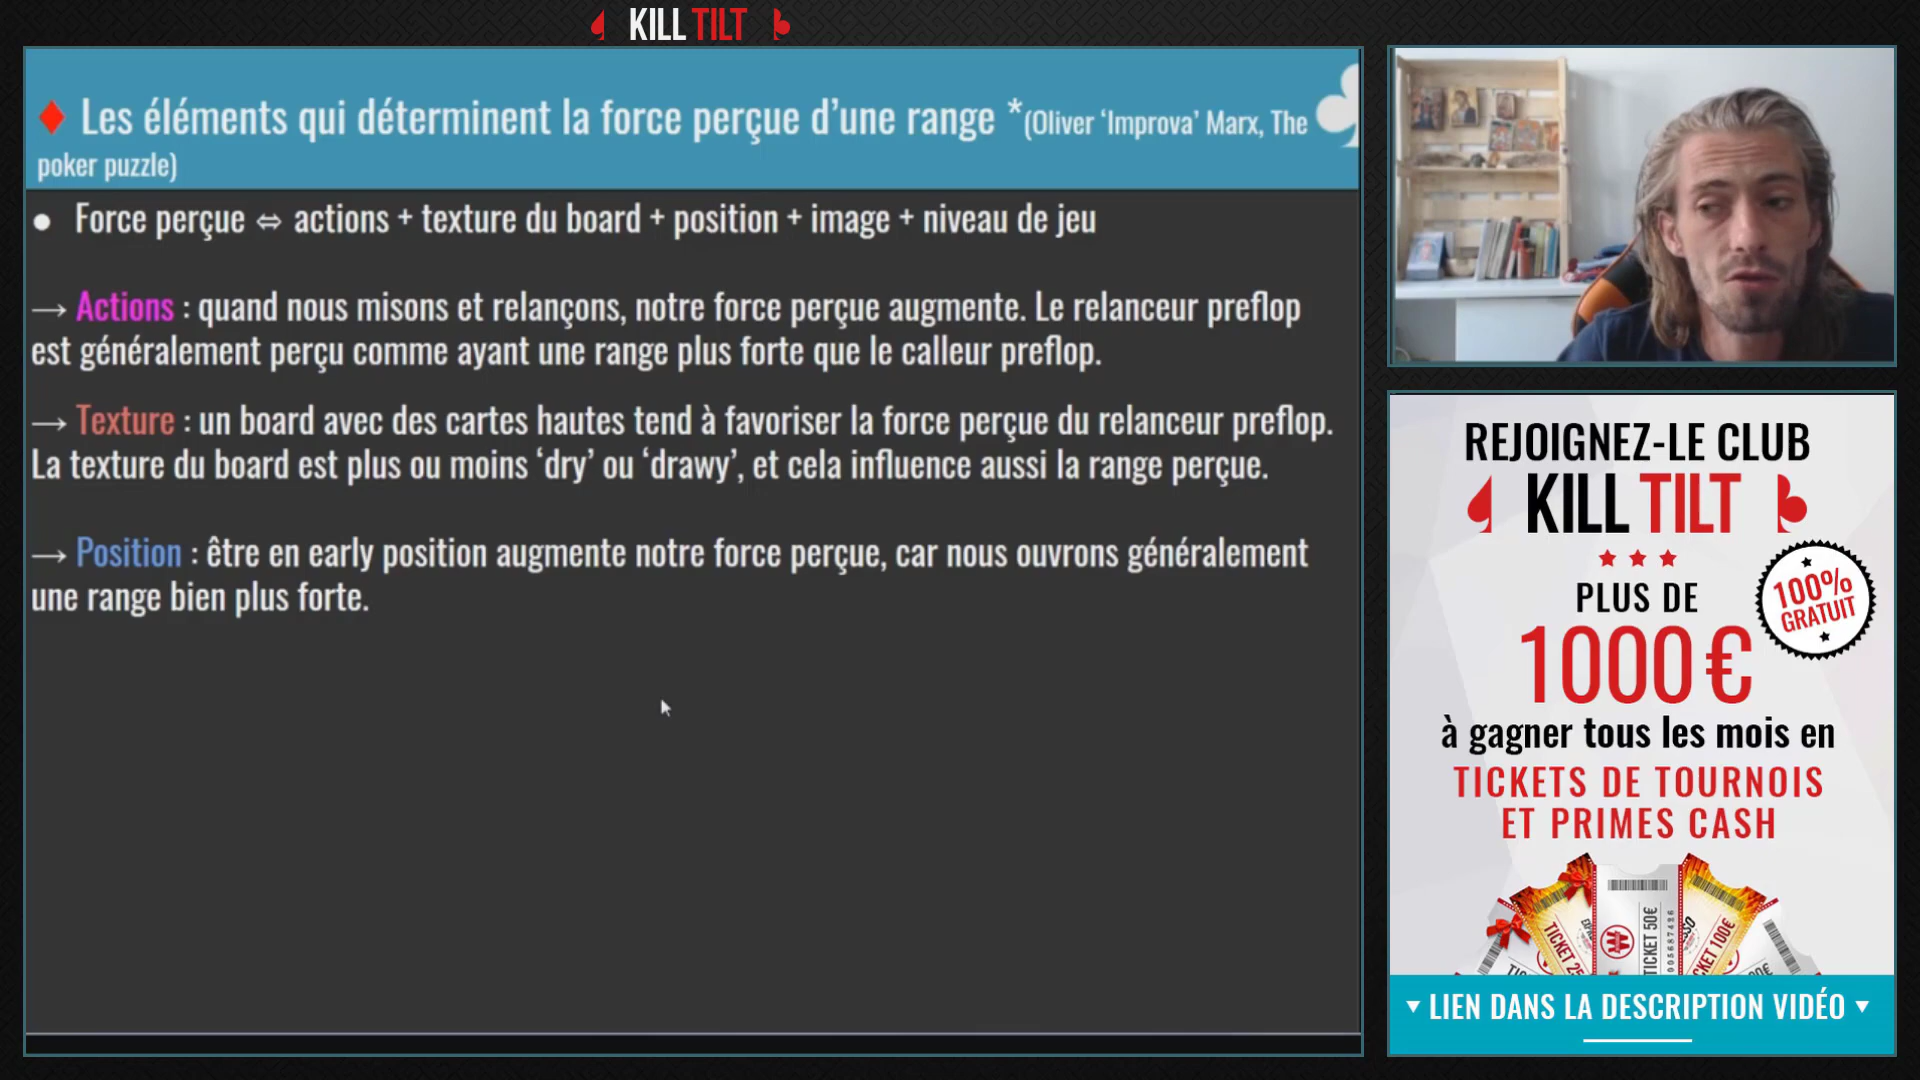 KILL TILT
Les éléments qui déterminent la force perçue d’une range *(Oliver ‘Improva’ Marx, The
poker puzzle)
● Force perçue ⇔ actions + texture du board + position + image + niveau de jeu
→ Actions : quand nous misons et relançons, notre force perçue augmente. Le relanceur preflop
est généralement perçu comme ayant une range plus forte que le calleur preflop.
→ Texture : un board avec des cartes hautes tend à favoriser la force perçue du relanceur preflop.
La texture du board est plus ou moins ‘dry’ ou ‘drawy’, et cela influence aussi la range perçue.
→ Position : être en early position augmente notre force perçue, car nous ouvrons généralement
une range bien plus forte.
REJOIGNEZ-LE CLUB
KILL TILT
PLUS DE
100%
GRATUIT
1000€
à gagner tous les mois en
TICKETS DE TOURNOIS
ET PRIMES CASH
TICKET 50€
TICKET 100€
▼ LIEN DANS LA DESCRIPTION VIDÉO ▼